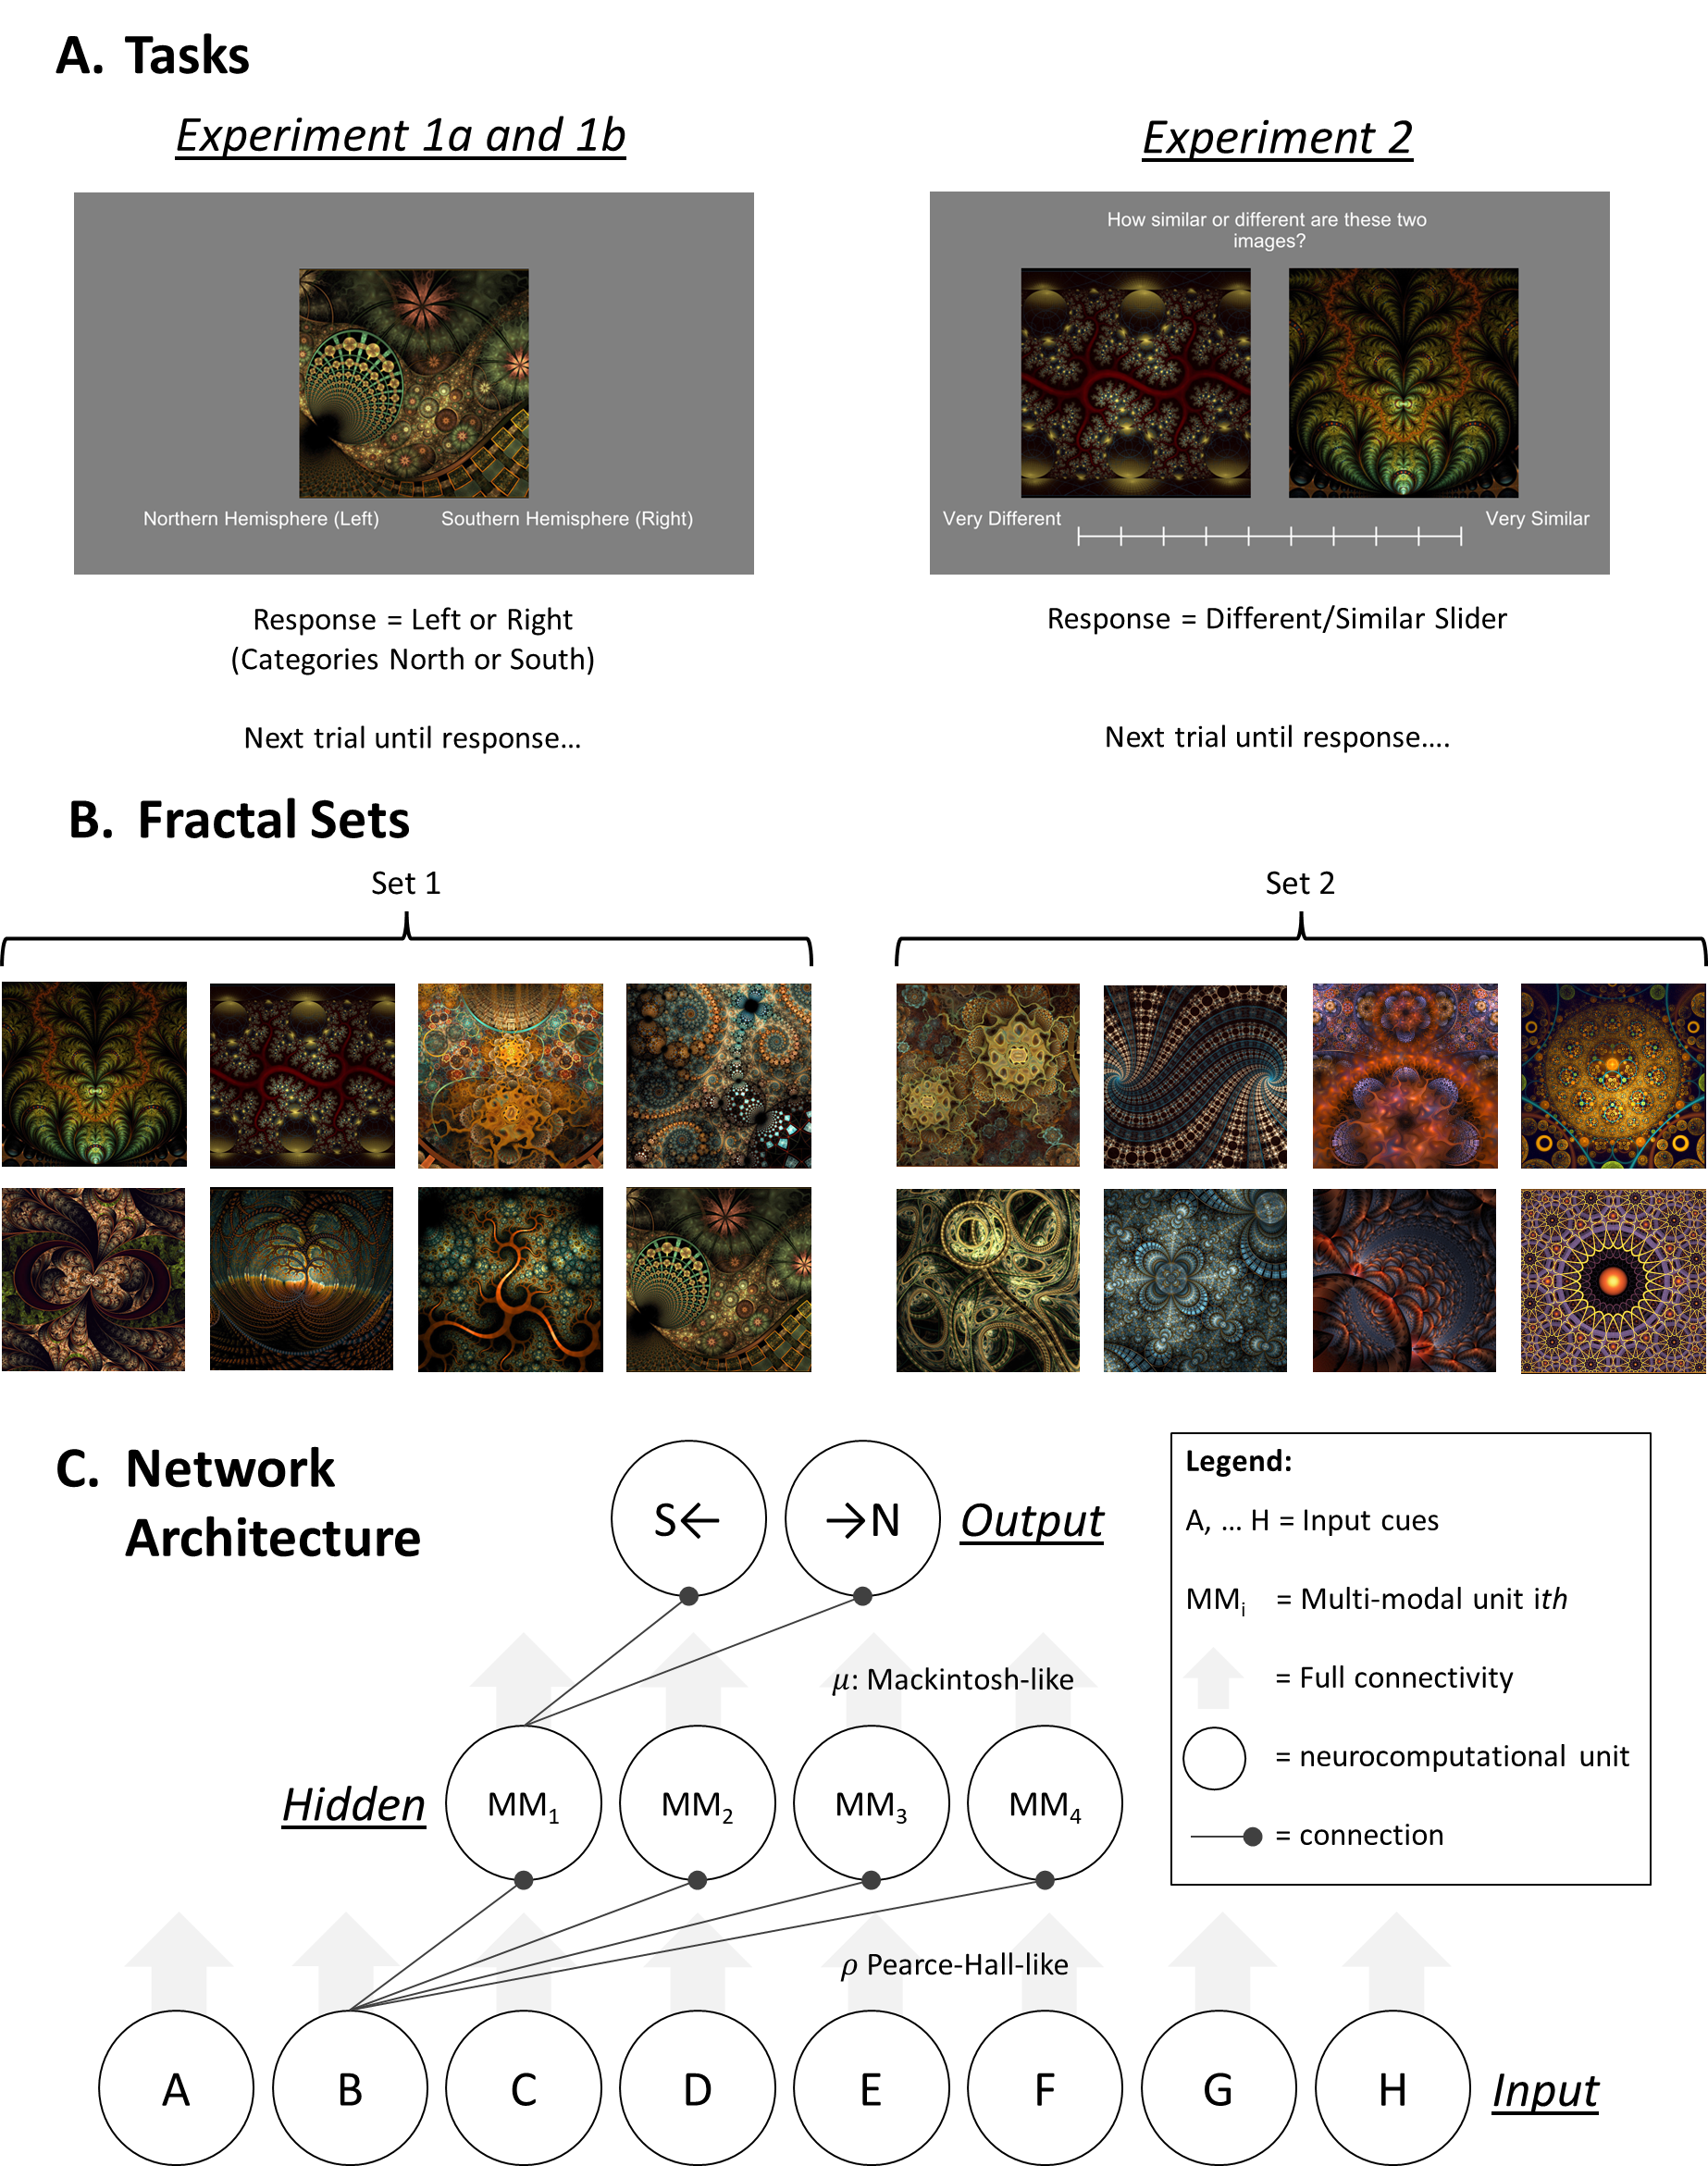 A. Tasks
Experiment 1a and 1b
Experiment 2
How similar or different are these two
images?
Northern Hemisphere (Left)
Southern Hemisphere (Right)
Very Different
Very Similar
Response = Left or Right
(Categories North or South)
Response = Different/Similar Slider
Next trial until response...
Next trial until response....
B. Fractal Sets
Set 1
Set 2
C. Network
Architecture
S←
→N
Output
Legend:
A, ... H = Input cues
MMᵢ = Multi-modal unit ith
= Full connectivity
= neurocomputational unit
= connection
μ: Mackintosh-like
Hidden
MM₁
MM₂
MM₃
MM₄
ρ Pearce-Hall-like
A
B
C
D
E
F
G
H
Input